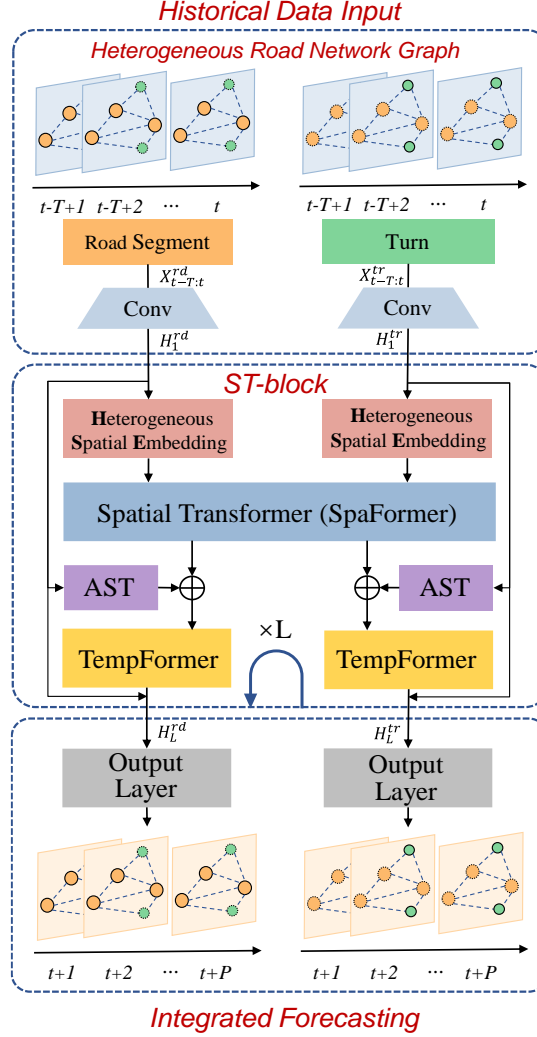 Historical Data Input
Heterogeneous Road Network Graph
t-T+1 t-T+2 ... t
t-T+1 t-T+2 ... t
Road Segment
Turn
X^{rd}_{t-T:t}
X^{tr}_{t-T:t}
Conv
Conv
H^{rd}_1
H^{tr}_1
ST-block
Heterogeneous
Spatial Embedding
Heterogeneous
Spatial Embedding
Spatial Transformer (SpaFormer)
AST
AST
×L
TempFormer
TempFormer
H^{rd}_L
H^{tr}_L
Output
Layer
Output
Layer
t+1 t+2 ... t+P
t+1 t+2 ... t+P
Integrated Forecasting